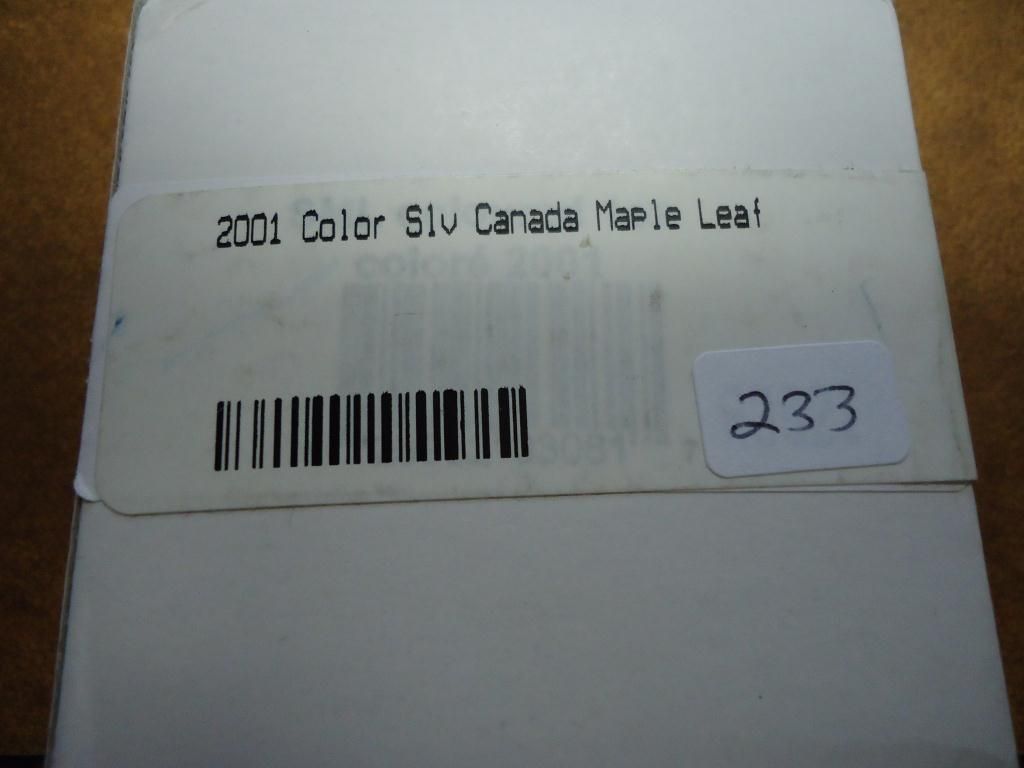 2001 Color Slv Canada Maple Leaf
coloré 2001
233